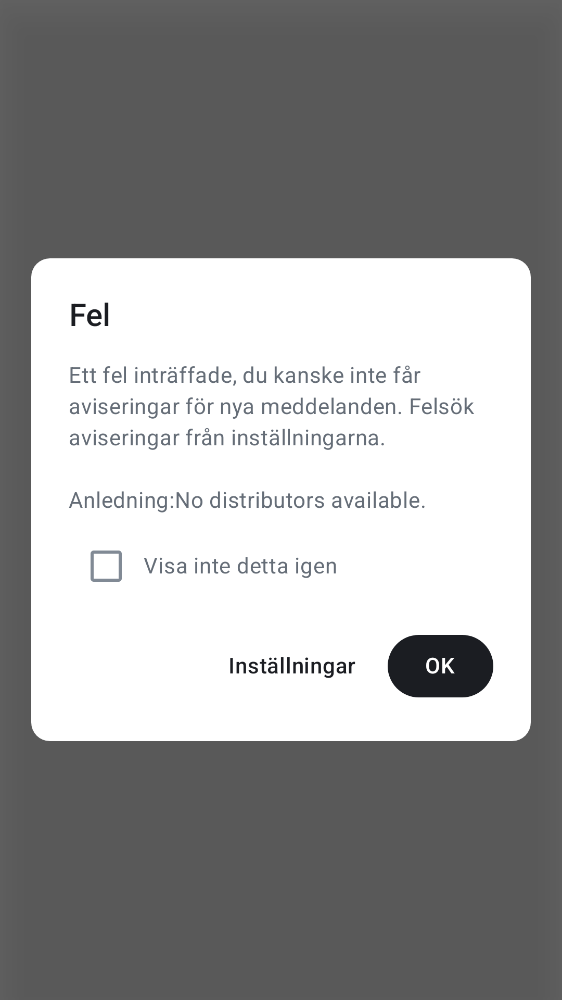 Fel
Ett fel inträffade, du kanske inte får
aviseringar för nya meddelanden. Felsök
aviseringar från inställningarna.
Anledning:No distributors available.
Visa inte detta igen
Inställningar
OK